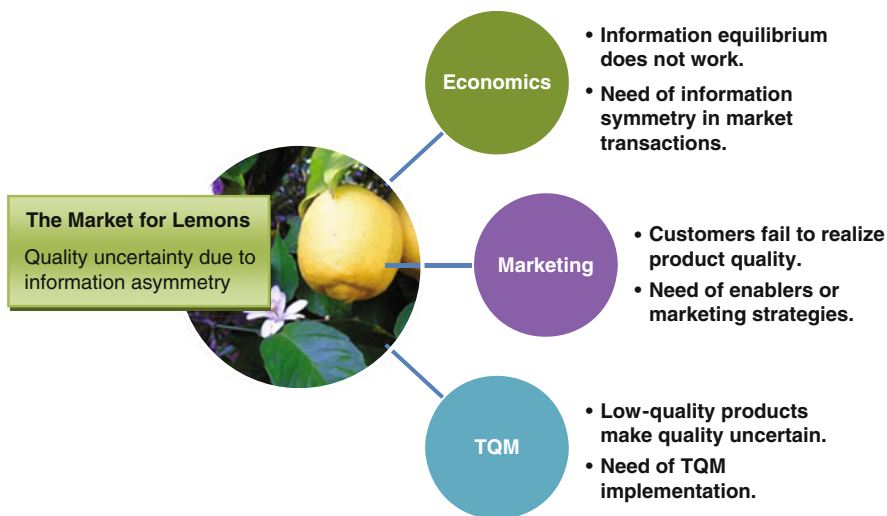 The Market for Lemons
Quality uncertainty due to
information asymmetry
Economics
• Information equilibrium
does not work.
• Need of information
symmetry in market
transactions.
Marketing
• Customers fail to realize
product quality.
• Need of enablers or
marketing strategies.
TQM
• Low-quality products
make quality uncertain.
• Need of TQM
implementation.